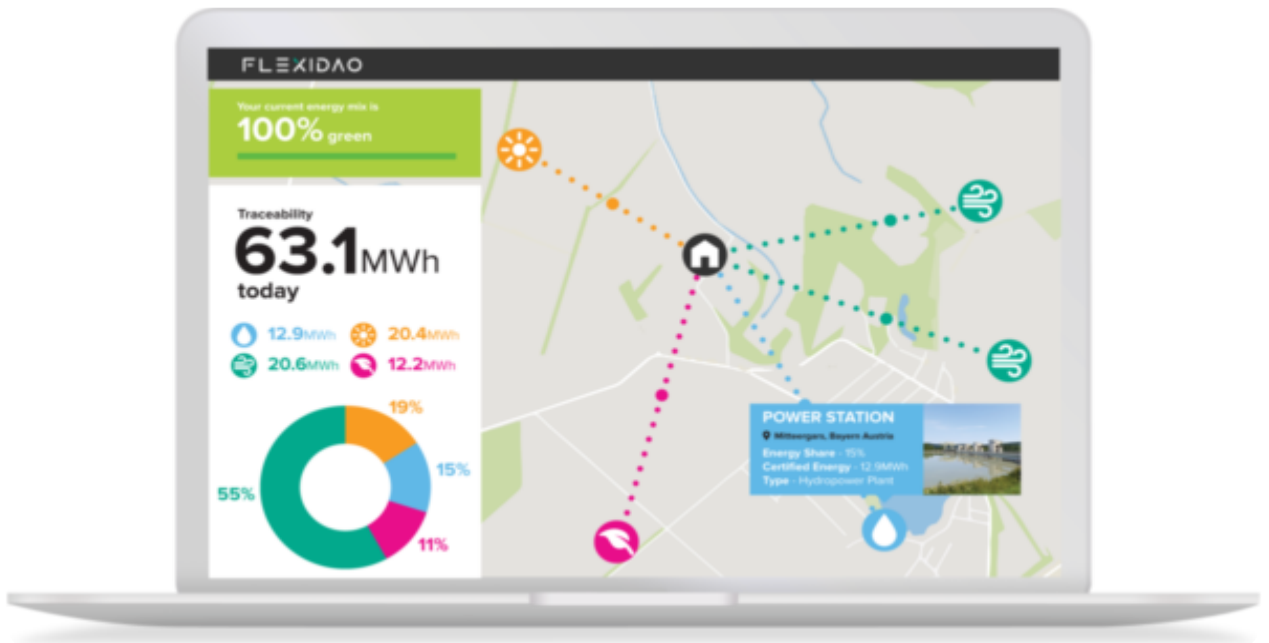 FLEXIDAO
Your current energy mix is
100% green
Traceability
63.1MWh
today
12.9MWh 20.4MWh
20.6MWh 12.2MWh
19%
15%
55%
11%
POWER STATION
Mitteergars, Bayern Austria
Energy Share - 15%
Certified Energy - 12.9MWh
Type - Hydropower Plant